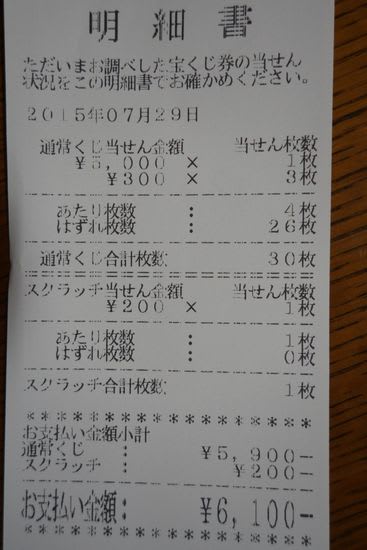 明細書
ただいまお調べした宝くじ券の当せん
状況をこの明細書でお確かめください。
2015年07月29日
通常くじ当せん金額 当せん枚数
¥5,000 × 1枚
¥300 × 3枚
あたり枚数 : 4枚
はずれ枚数 : 26枚
通常くじ合計枚数 30枚
スクラッチ当せん金額 当せん枚数
¥200 × 1枚
あたり枚数 : 1枚
はずれ枚数 : 0枚
スクラッチ合計枚数 1枚
********************
お支払い金額小計
通常くじ : ¥5,900-
スクラッチ : ¥200-
お支払い金額: ¥6,100-
********************